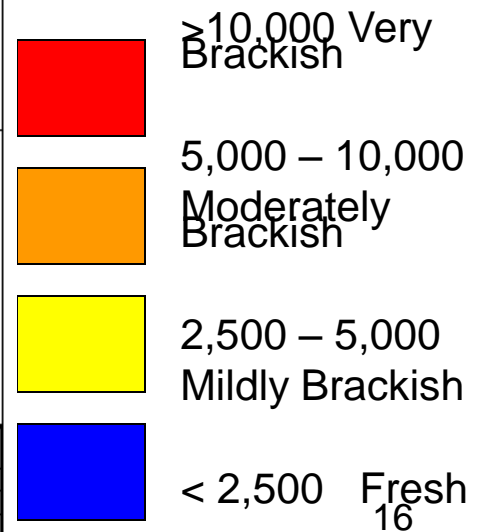 ≥10,000 Very
Brackish
5,000 – 10,000
Moderately
Brackish
2,500 – 5,000
Mildly Brackish
< 2,500 Fresh
16